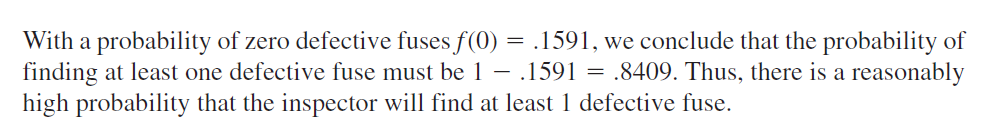 With a probability of zero defective fuses f(0) = .1591, we conclude that the probability of
finding at least one defective fuse must be 1 − .1591 = .8409. Thus, there is a reasonably
high probability that the inspector will find at least 1 defective fuse.